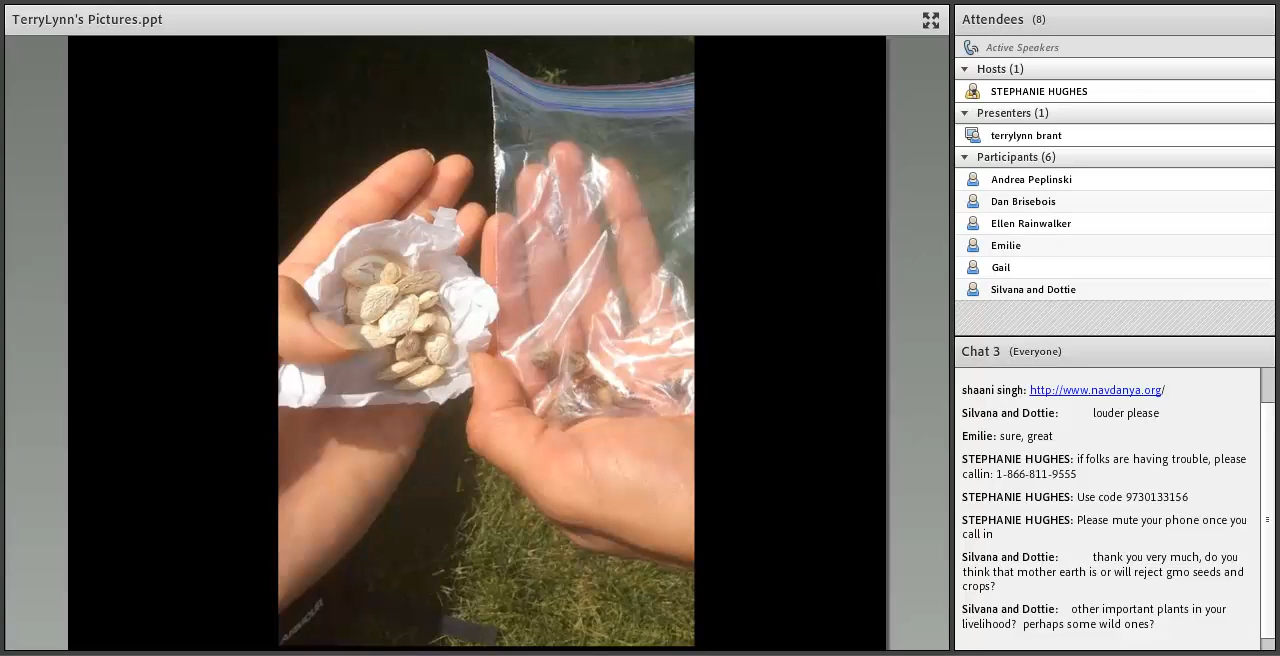 TerryLynn's Pictures.ppt
Attendees (8)
Active Speakers
Hosts (1)
STEPHANIE HUGHES
Presenters (1)
terrylynn brant
Participants (6)
Andrea Peplinski
Dan Brisebois
Ellen Rainwalker
Emilie
Gail
Silvana and Dottie
Chat 3 (Everyone)
shaani singh: http://www.navdanya.org/
Silvana and Dottie: louder please
Emilie: sure, great
STEPHANIE HUGHES: if folks are having trouble, please
callin: 1-866-811-9555
STEPHANIE HUGHES: Use code 9730133156
STEPHANIE HUGHES: Please mute your phone once you
call in
Silvana and Dottie: thank you very much, do you
think that mother earth is or will reject gmo seeds and
crops?
Silvana and Dottie: other important plants in your
livelihood? perhaps some wild ones?